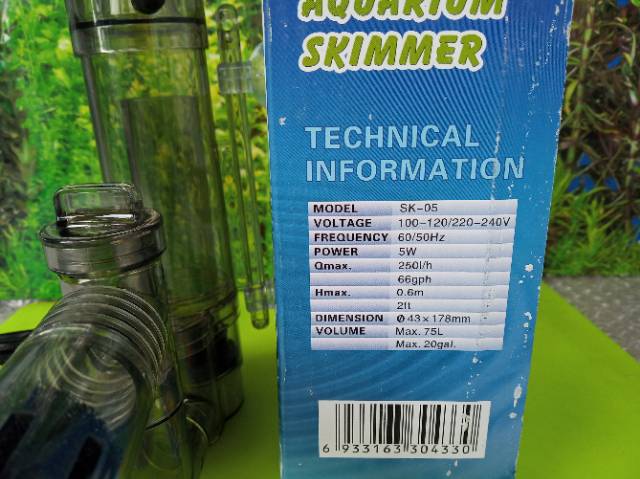 AQUARIUM
SKIMMER
TECHNICAL
INFORMATION
MODEL SK-05
VOLTAGE 100-120/220-240V
FREQUENCY 60/50Hz
POWER 5W
Qmax. 250l/h
66gph
Hmax. 0.6m
2ft
DIMENSION Ø 43×178mm
VOLUME Max. 75L
Max. 20gal.
6 933163 304330